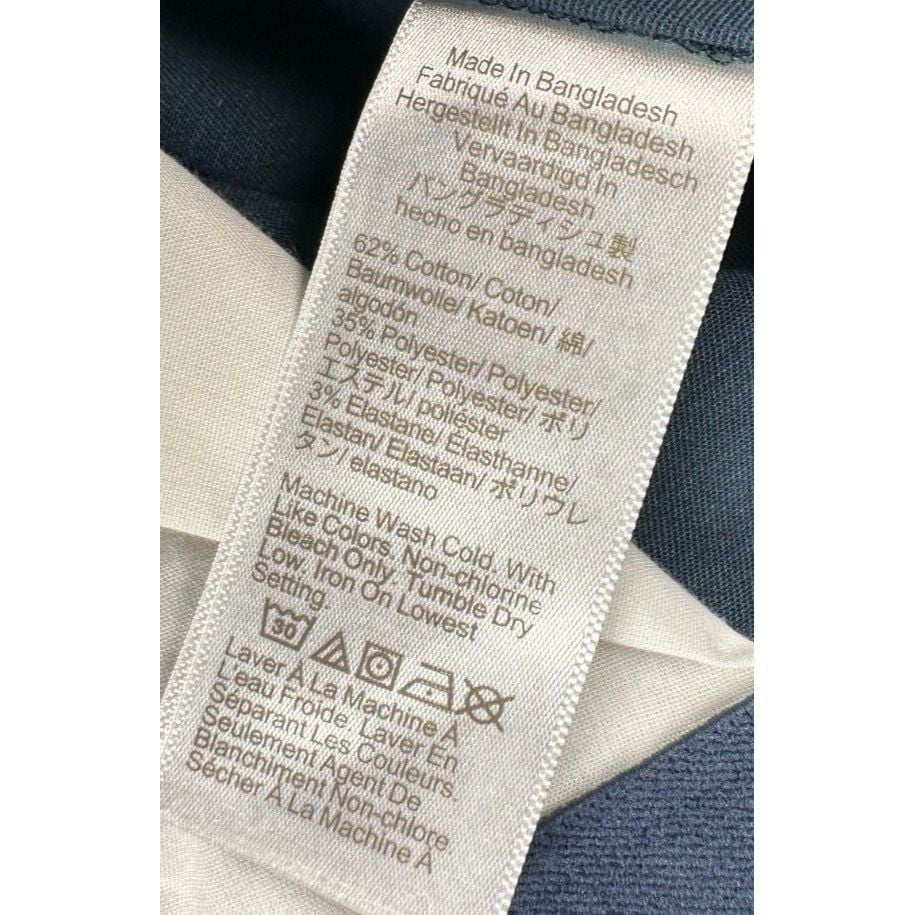 Made In Bangladesh
Fabriqué Au Bangladesh
Hergestellt In Bangladesch
Vervaardigd In
Bangladesh
バングラディシュ製
hecho en bangladesh
62% Cotton/ Coton/
Baumwolle/ Katoen/ 綿/
algodón
35% Polyester/ Polyester/
Polyester/ Polyester/ ポリ
エステル/ poliéster
3% Elastane/ Élasthanne/
Elastan/ Elastaan/ ポリウレ
タン/ elastano
Machine Wash Cold, With
Like Colors, Non-chlorine
Bleach Only, Tumble Dry
Low, Iron On Lowest
Setting.
30
Laver À La Machine À
L'eau Froide. Laver En
Séparant Les Couleurs.
Seulement Agent De
Blanchiment Non-chlore
Sécher À La Machine À